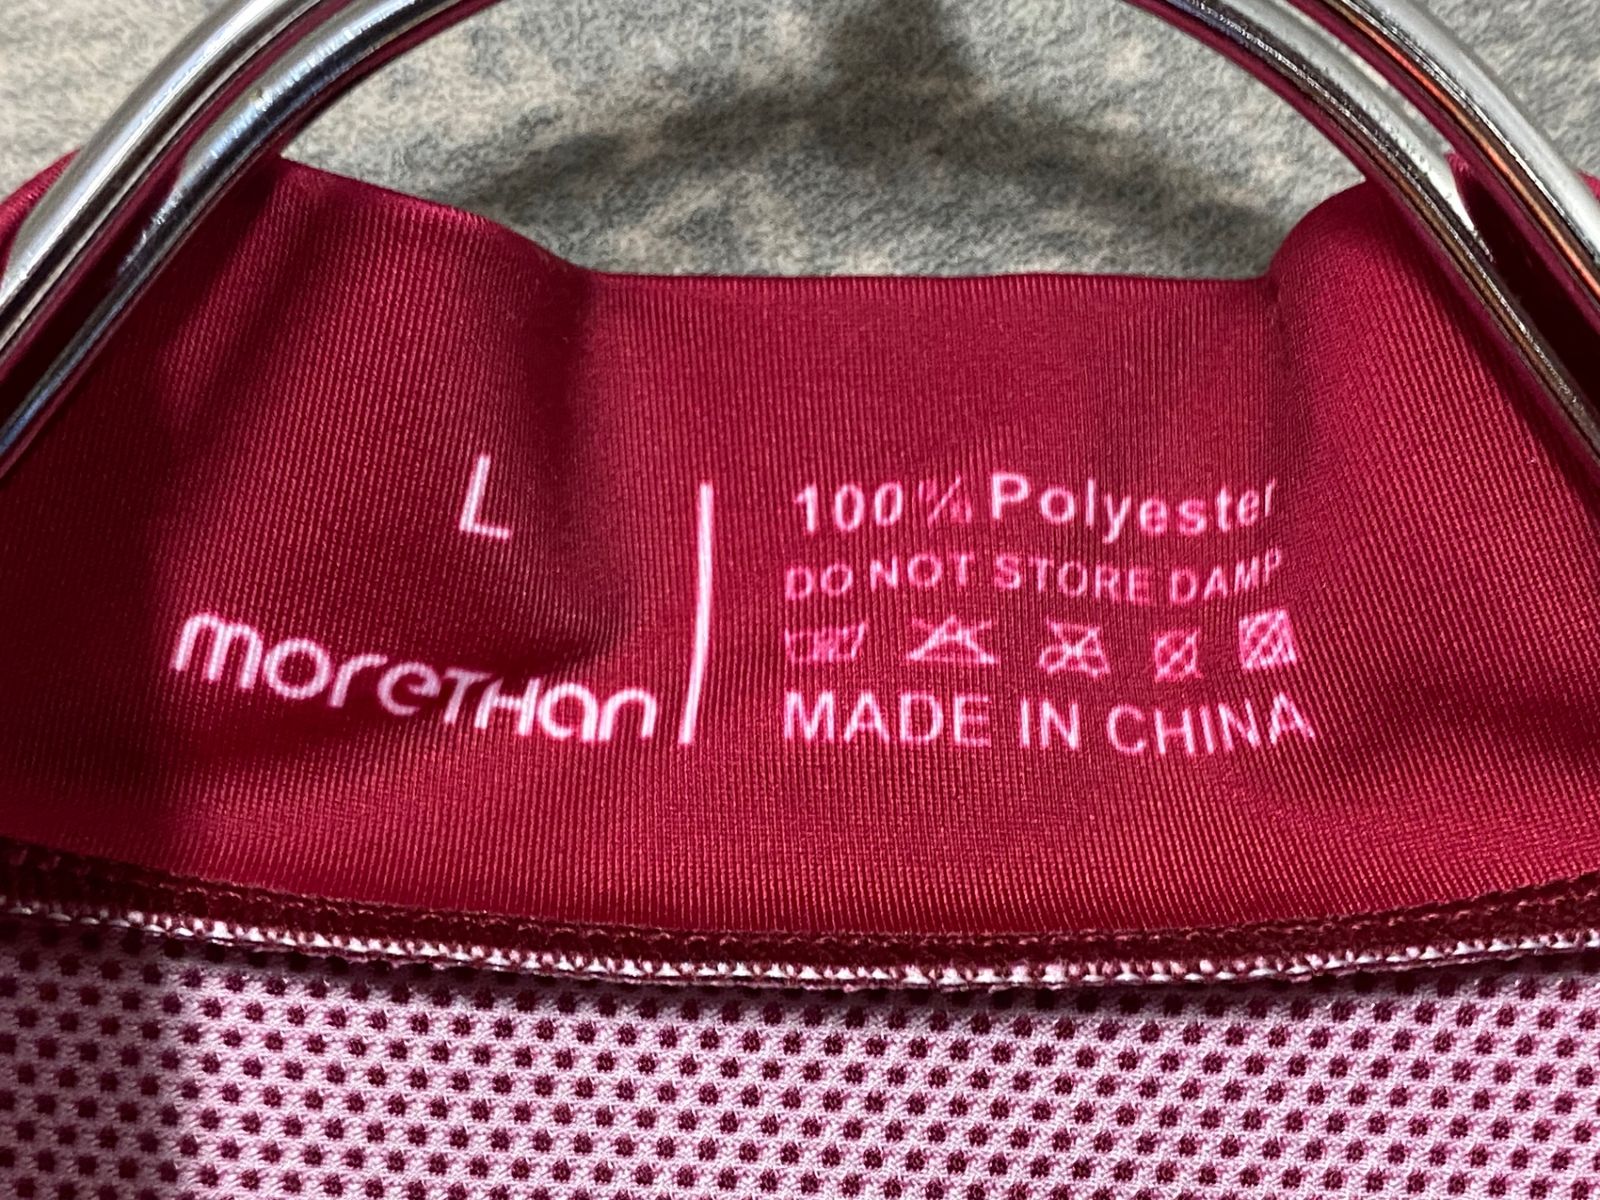 L
moreTHan
100% Polyester
DO NOT STORE DAMP
MADE IN CHINA